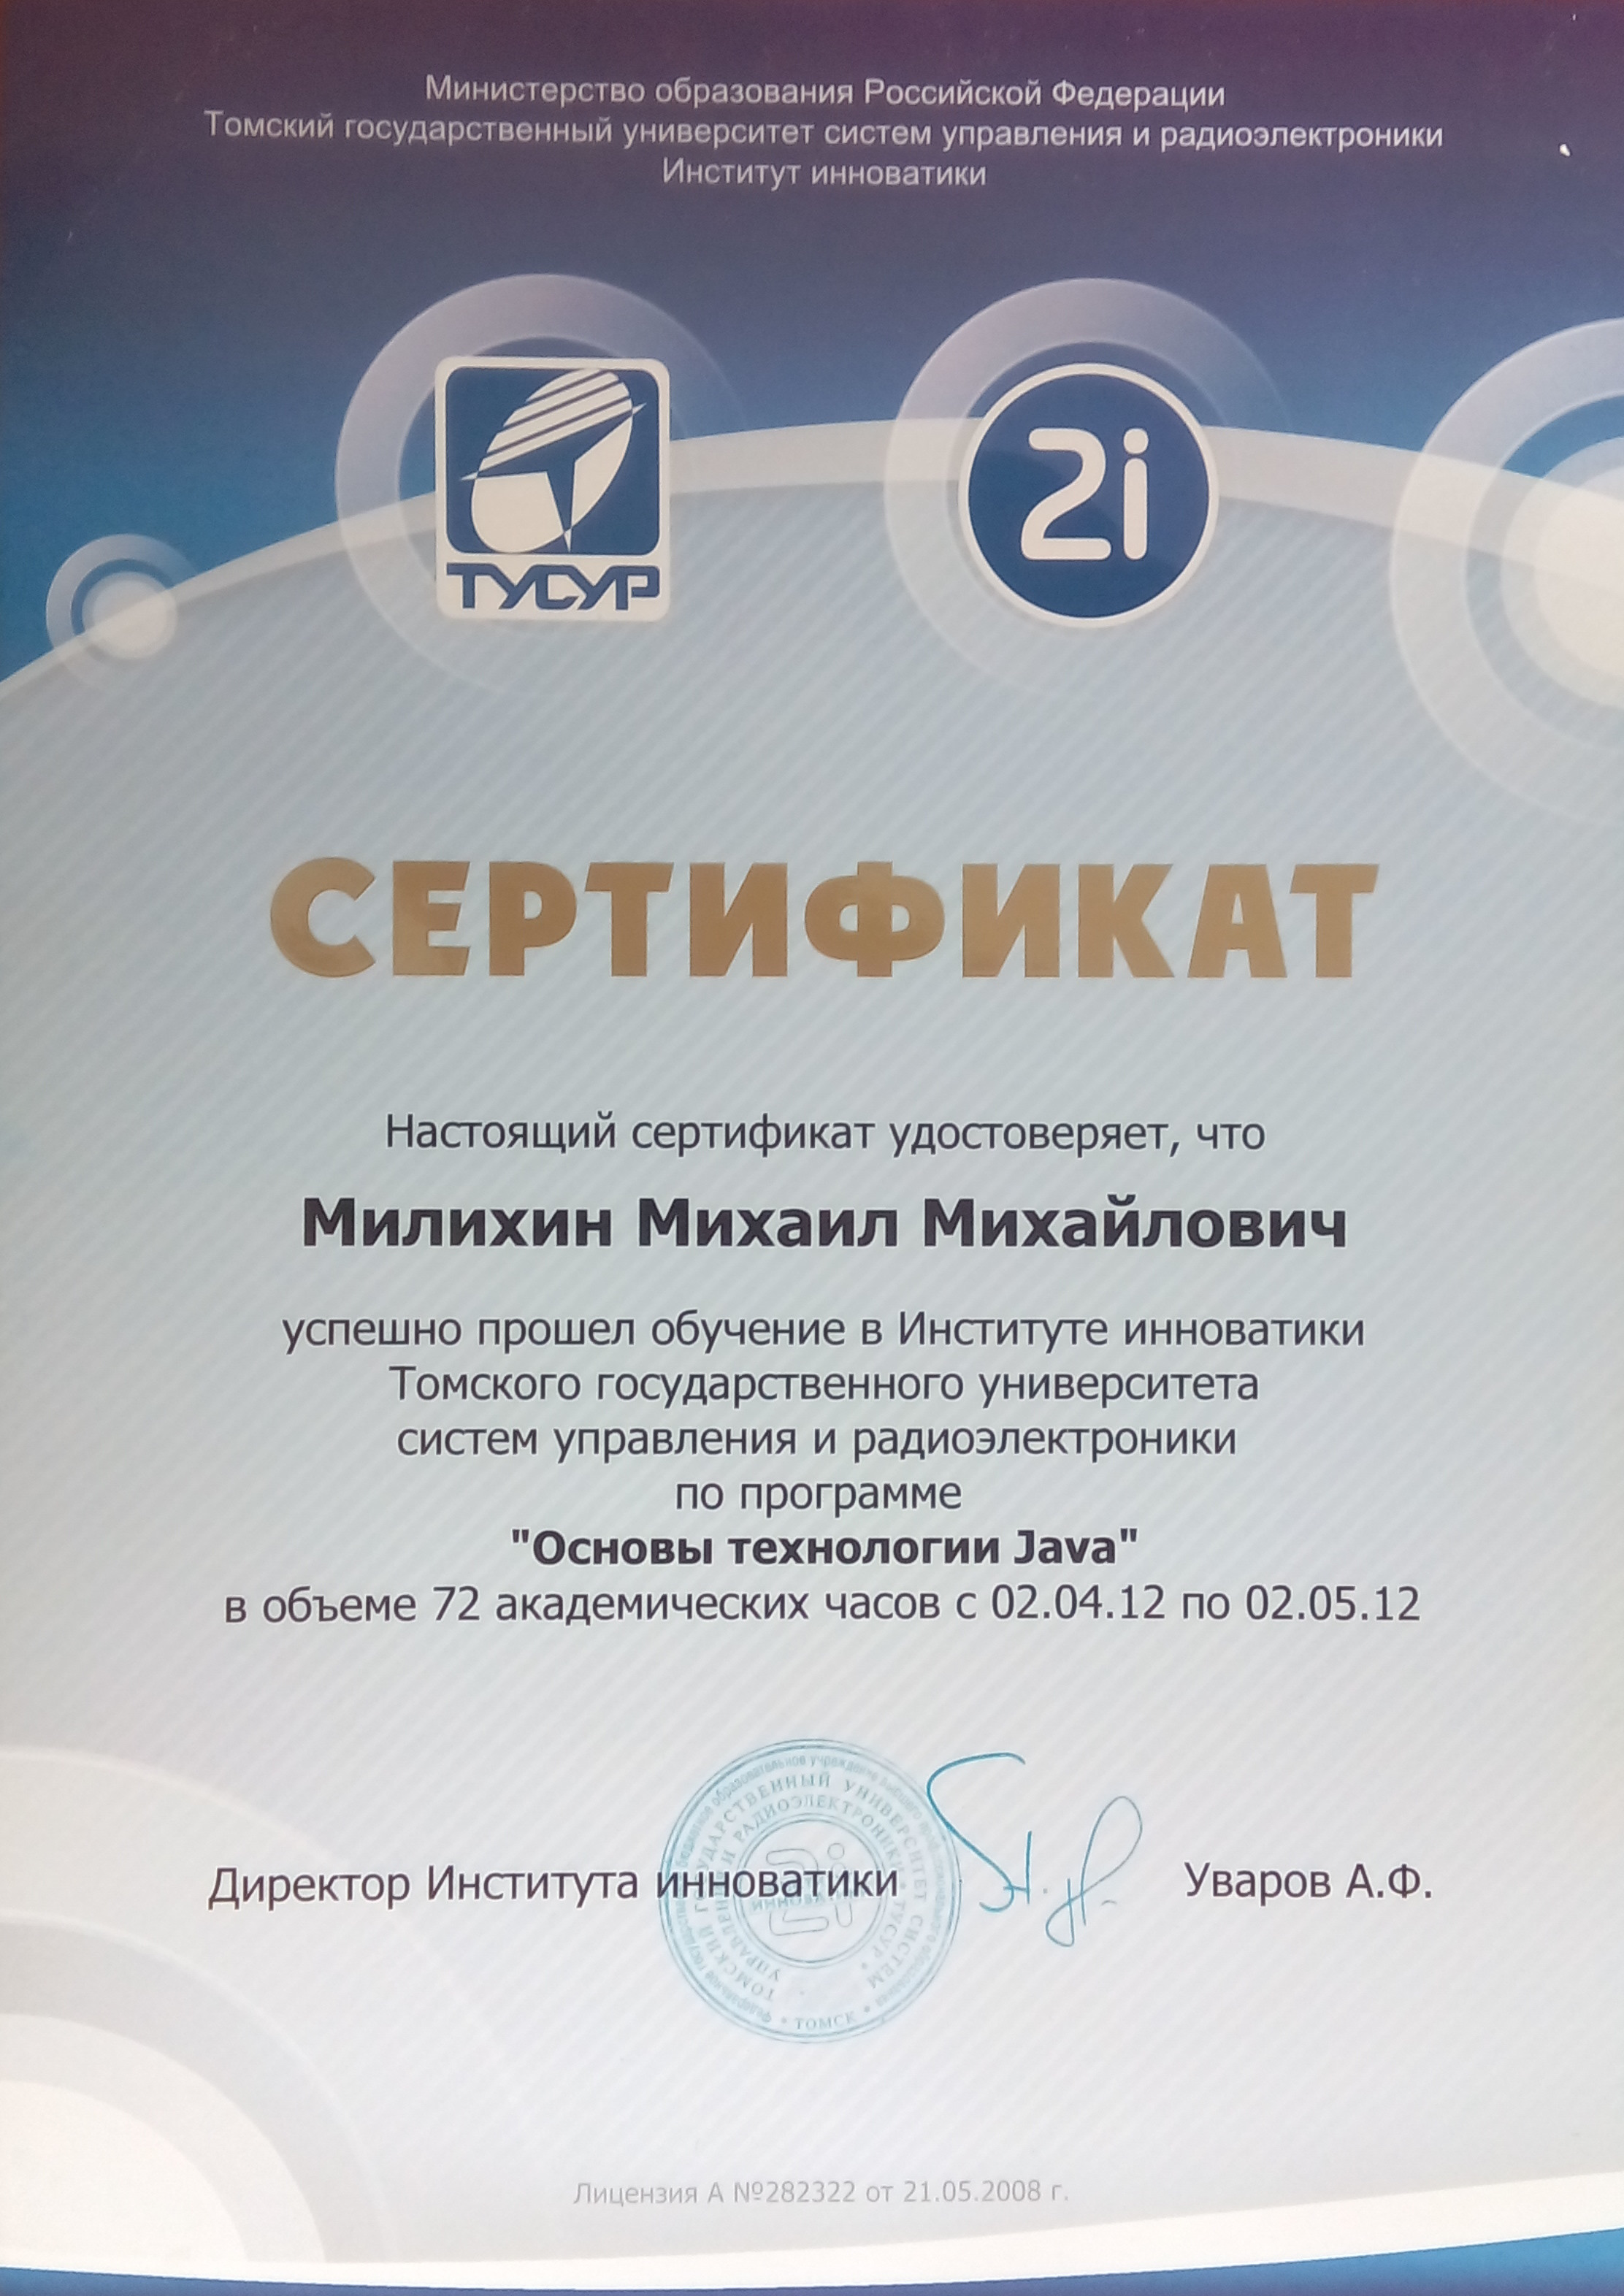 Министерство образования Российской Федерации
Томский государственный университет систем управления и радиоэлектроники
Институт инноватики
ТУСУР
2i
СЕРТИФИКАТ
Настоящий сертификат удостоверяет, что
Милихин Михаил Михайлович
успешно прошел обучение в Институте инноватики
Томского государственного университета
систем управления и радиоэлектроники
по программе
"Основы технологии Java"
в объеме 72 академических часов с 02.04.12 по 02.05.12
Директор Института инноватики
Уваров А.Ф.
ТОМСКИЙ ГОСУДАРСТВЕННЫЙ УНИВЕРСИТЕТ СИСТЕМ
УПРАВЛЕНИЯ И РАДИОЭЛЕКТРОНИКИ * ТУСУР *
2i
* ТОМСК *
Лицензия А №282322 от 21.05.2008 г.